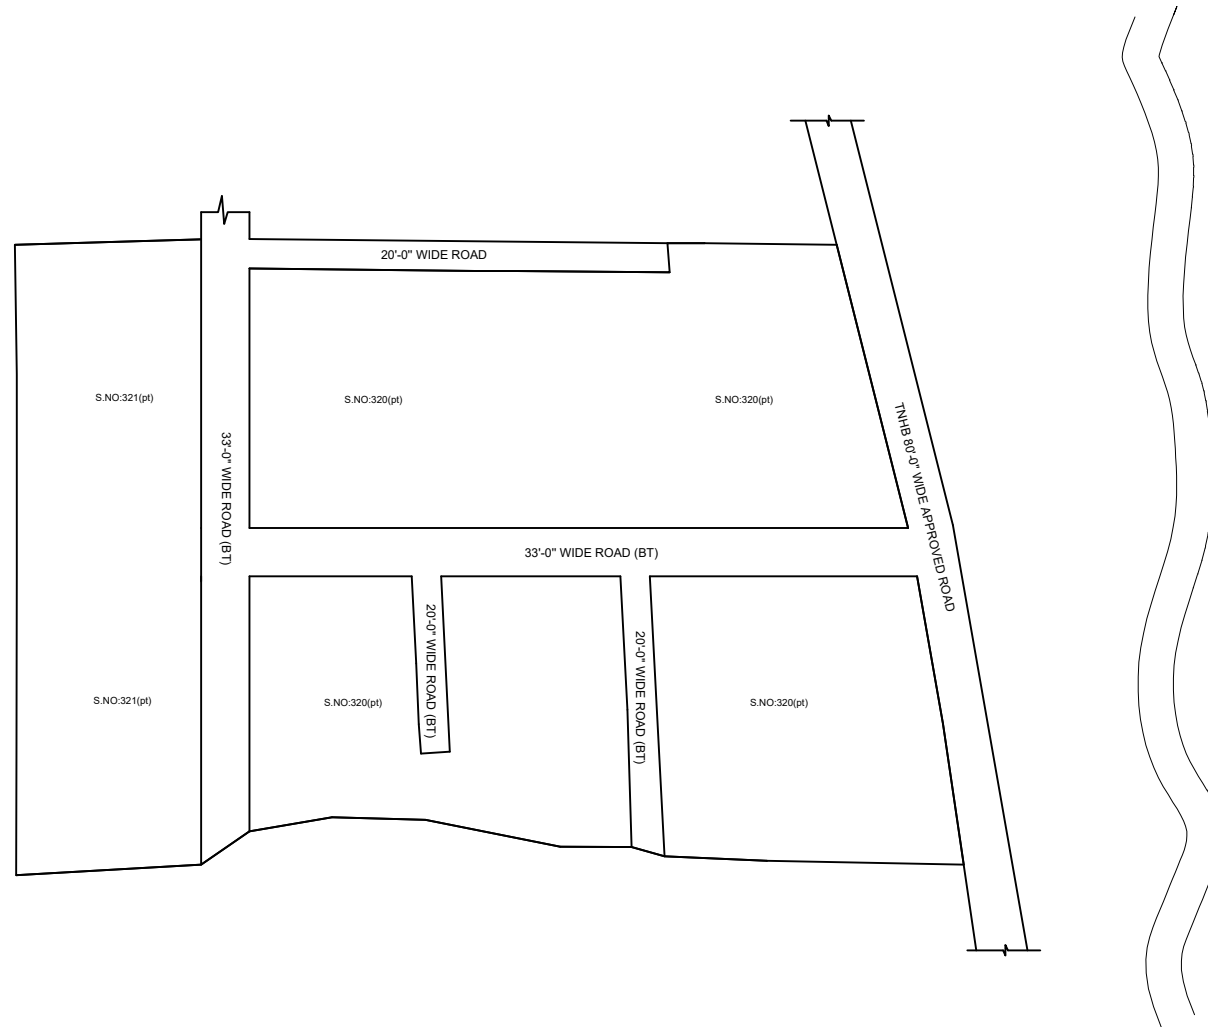 20'-0" WIDE ROAD
S.NO:321(pt)
S.NO:320(pt)
S.NO:320(pt)
33'-0" WIDE ROAD (BT)
TNHB 80'-0" WIDE APPROVED ROAD
33'-0" WIDE ROAD (BT)
20'-0" WIDE ROAD (BT)
20'-0" WIDE ROAD (BT)
S.NO:321(pt)
S.NO:320(pt)
S.NO:320(pt)